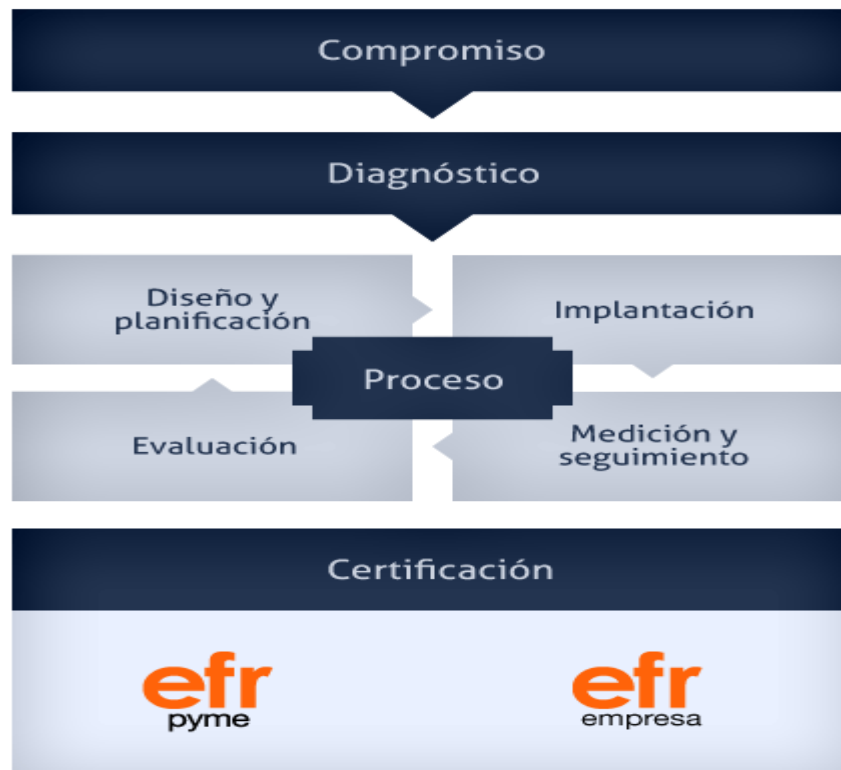 Compromiso
Diagnóstico
Diseño y
planificación
Implantación
Proceso
Evaluación
Medición y
seguimiento
Certificación
efr
pyme
efr
empresa